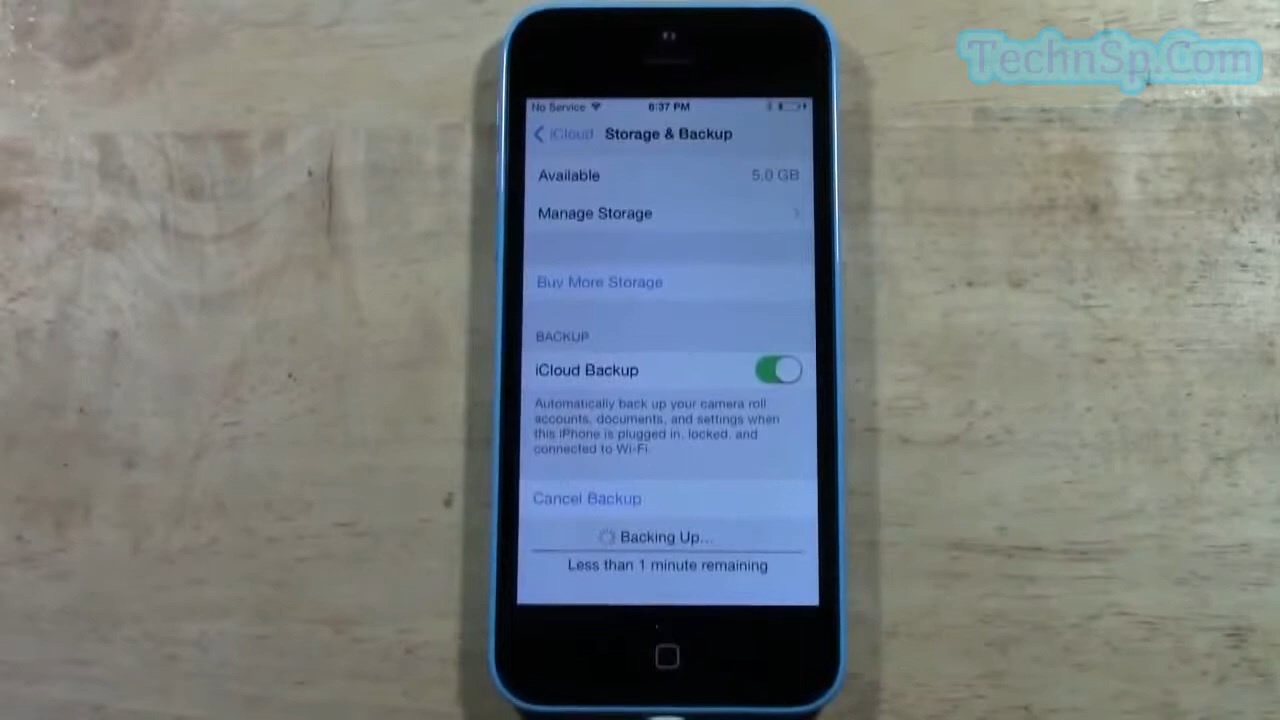 TechnSp.Com
No Service 6:37 PM
iCloud Storage & Backup
Available 5.0 GB
Manage Storage
Buy More Storage
BACKUP
iCloud Backup
Automatically back up your camera roll
accounts, documents, and settings when
this iPhone is plugged in, locked, and
connected to Wi-Fi.
Cancel Backup
Backing Up...
Less than 1 minute remaining